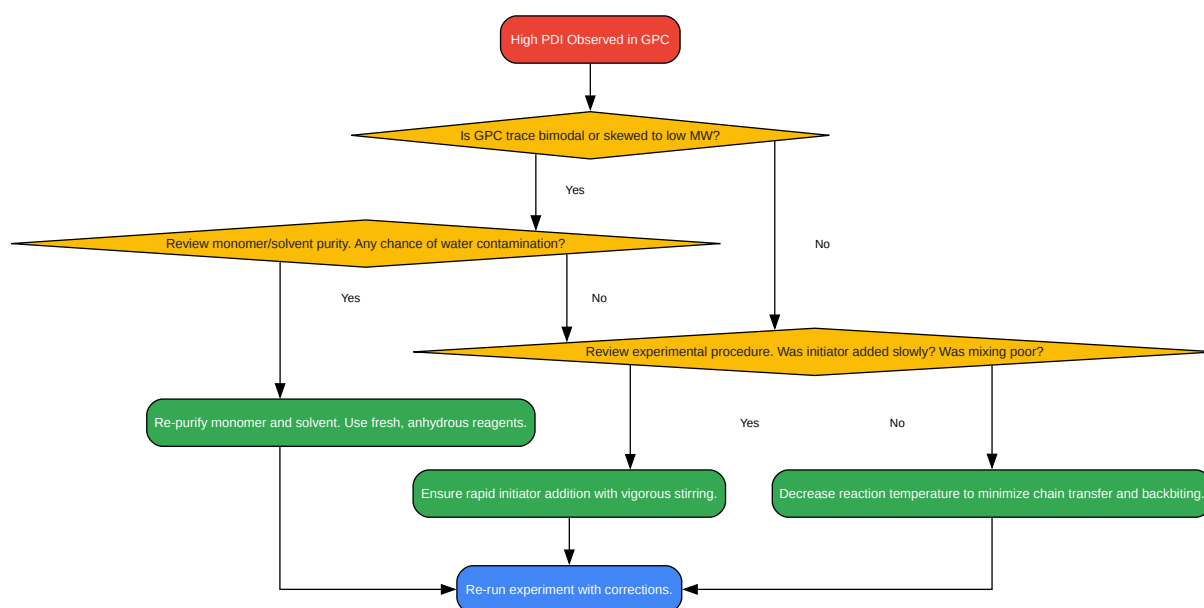 High PDI Observed in GPC
Is GPC trace bimodal or skewed to low MW?
Yes
Review monomer/solvent purity. Any chance of water contamination?
No
Yes
No
Review experimental procedure. Was initiator added slowly? Was mixing poor?
Re-purify monomer and solvent. Use fresh, anhydrous reagents.
Yes
No
Ensure rapid initiator addition with vigorous stirring.
Decrease reaction temperature to minimize chain transfer and backbiting.
Re-run experiment with corrections.